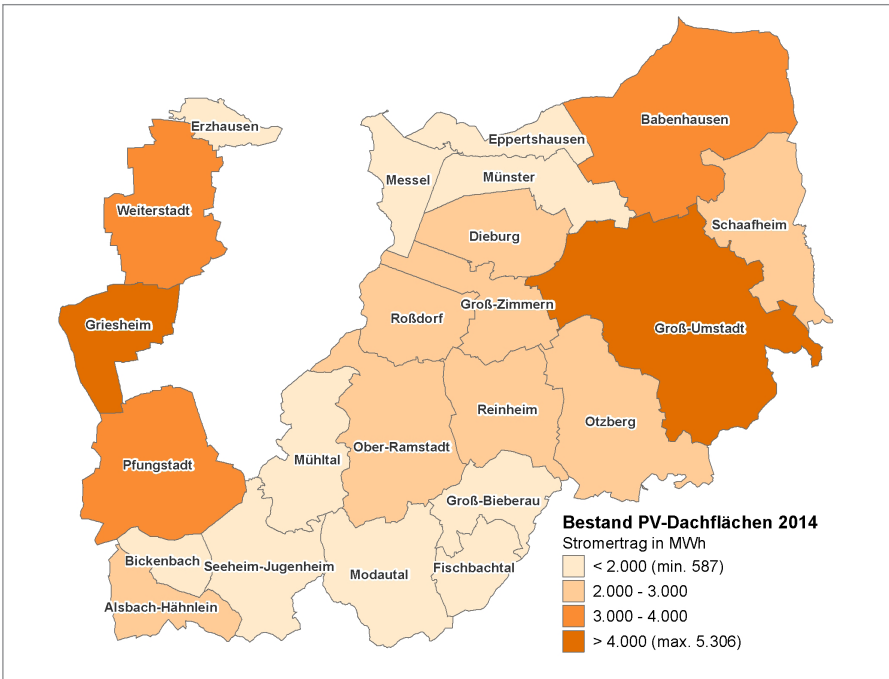 Babenhausen
Erzhausen
Eppertshausen
Messel
Münster
Weiterstadt
Schaafheim
Dieburg
Groß-Zimmern
Roßdorf
Griesheim
Groß-Umstadt
Reinheim
Otzberg
Ober-Ramstadt
Mühltal
Pfungstadt
Groß-Bieberau
Bickenbach
Seeheim-Jugenheim
Fischbachtal
Modautal
Alsbach-Hähnlein
Bestand PV-Dachflächen 2014
Stromertrag in MWh
< 2.000 (min. 587)
2.000 - 3.000
3.000 - 4.000
> 4.000 (max. 5.306)